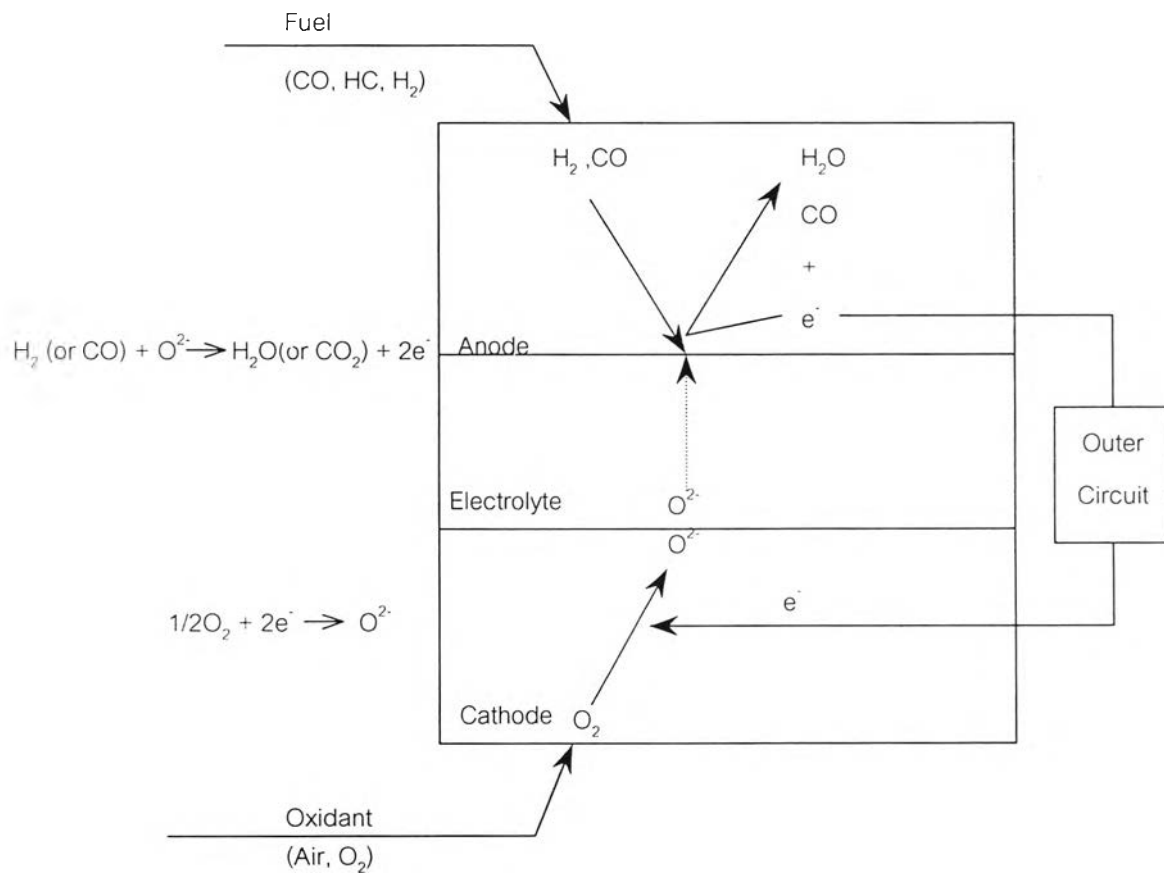 Fuel
(CO, HC, H₂)
H₂ ,CO
H₂O
CO
+
e⁻
H₂ (or CO) + O²⁻ → H₂O(or CO₂) + 2e⁻
Anode
Outer
Circuit
Electrolyte
O²⁻
O²⁻
e⁻
1/2O₂ + 2e⁻ → O²⁻
Cathode
O₂
Oxidant
(Air, O₂)